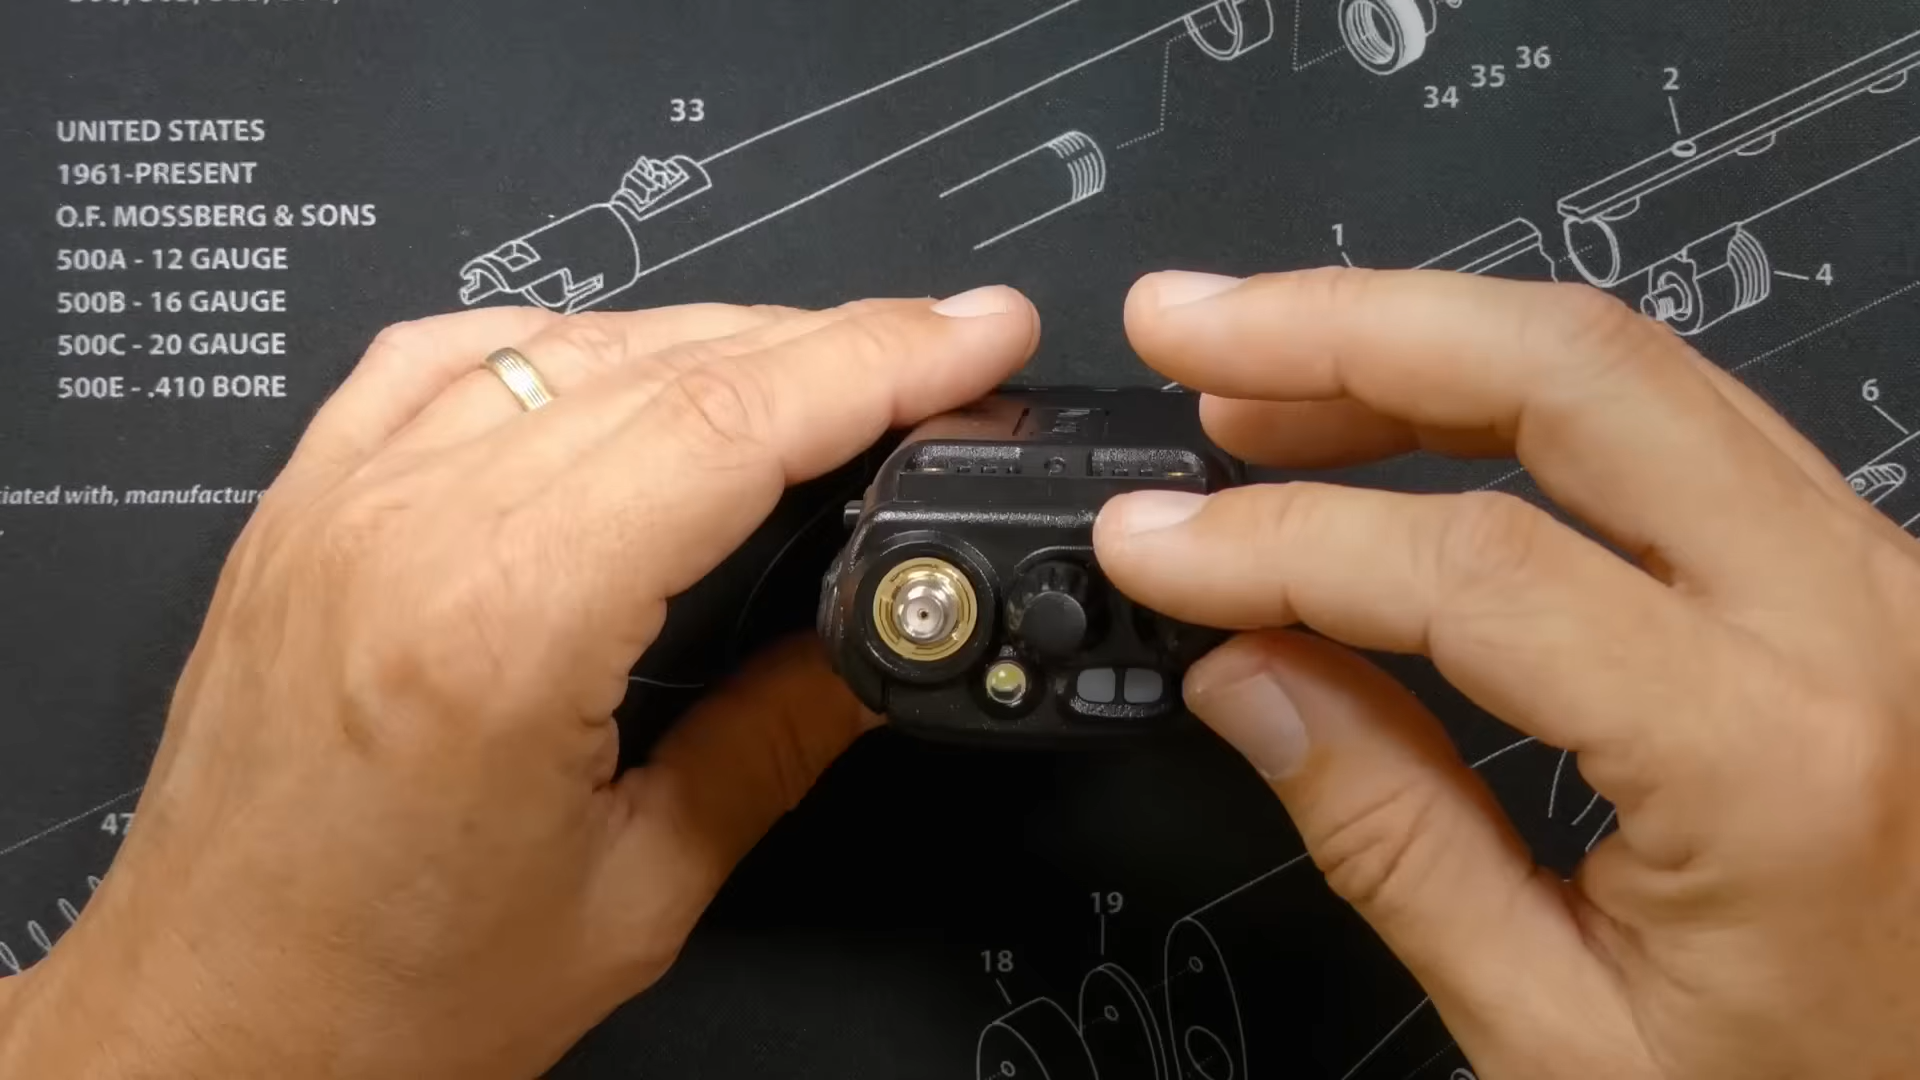 33
34
35
36
2
UNITED STATES
1961-PRESENT
O.F. MOSSBERG & SONS
500A - 12 GAUGE
500B - 16 GAUGE
500C - 20 GAUGE
500E - .410 BORE
1
4
6
iated with, manufacture
47
19
18